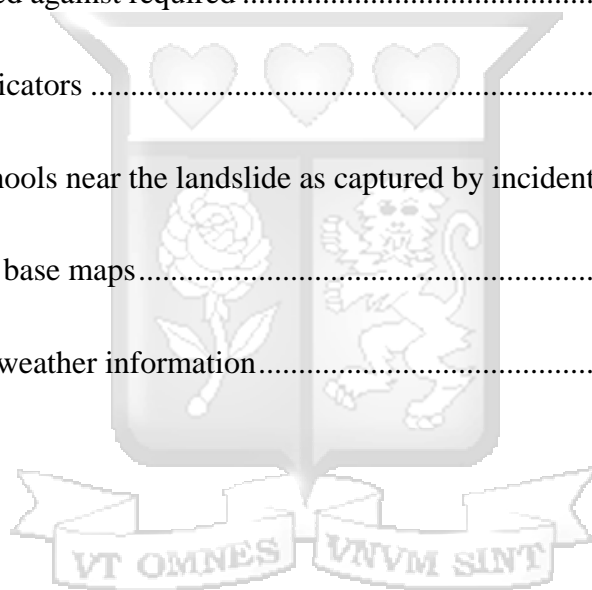 ed against required ................................................
icators ......................................................................
hools near the landslide as captured by incident
base maps..............................................................
weather information..............................................
VT OMNES VNVM SINT